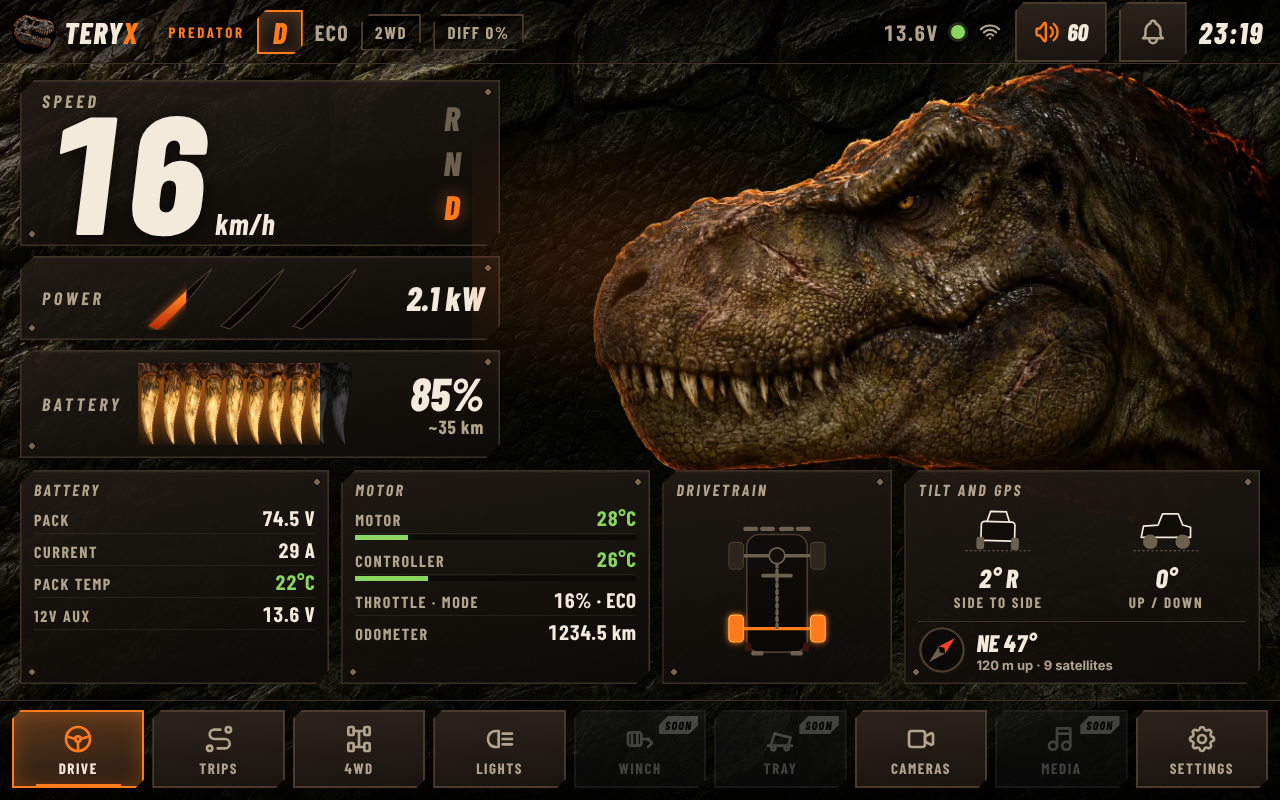 TERYX PREDATOR D ECO 2WD DIFF 0% 13.6V 60 23:19
SPEED
16 km/h
R
N
D
POWER 2.1 kW
BATTERY 85%
~35 km
BATTERY
PACK 74.5 V
CURRENT 29 A
PACK TEMP 22°C
12V AUX 13.6 V
MOTOR
MOTOR 28°C
CONTROLLER 26°C
THROTTLE · MODE 16% · ECO
ODOMETER 1234.5 km
DRIVETRAIN
TILT AND GPS
2° R 0°
SIDE TO SIDE UP / DOWN
NE 47°
120 m up · 9 satellites
SOON SOON SOON
DRIVE TRIPS 4WD LIGHTS WINCH TRAY CAMERAS MEDIA SETTINGS